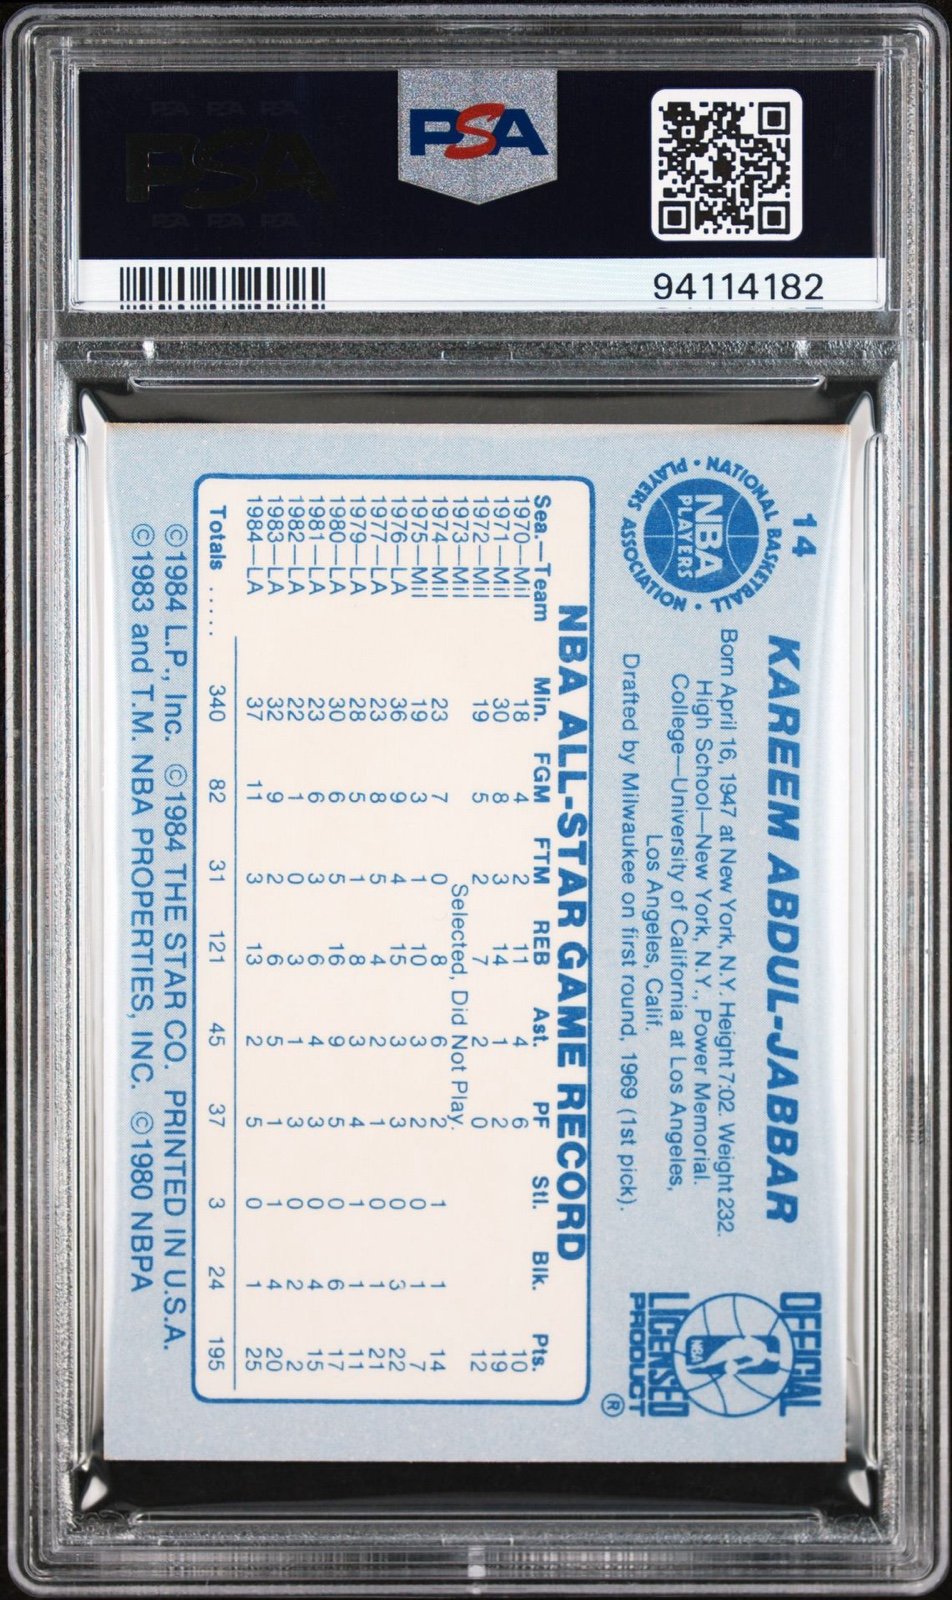 PSA
PSA
94114182
14
KAREEM ABDUL-JABBAR
NATIONAL BASKETBALL PLAYERS ASSOCIATION
NBA PLAYERS
Born April 16, 1947 at New York, N.Y. Height 7:02. Weight 232.
High School—New York, N.Y., Power Memorial.
College—University of California at Los Angeles,
Los Angeles, Calif.
Drafted by Milwaukee on first round, 1969 (1st pick).
OFFICIAL
NBA
LICENSED
PRODUCT ®
NBA ALL-STAR GAME RECORD
Sea.—Team Min. FGM FTM REB Ast. PF Stl. Blk. Pts.
1970—Mil 18 4 2 11 4 6 10
1971—Mil 30 8 3 14 1 2 19
1972—Mil 19 5 2 7 2 0 12
1973—Mil Selected, Did Not Play.
1974—Mil 23 7 0 8 6 2 1 1 14
1975—Mil 19 3 1 10 3 2 0 1 7
1976—LA 36 9 4 15 3 3 0 3 22
1977—LA 23 8 5 4 2 1 0 1 21
1979—LA 28 5 1 8 3 4 1 1 11
1980—LA 30 6 5 16 9 5 0 6 17
1981—LA 23 6 3 6 4 3 0 4 15
1982—LA 22 1 0 3 1 3 0 2 2
1983—LA 32 9 2 6 5 1 1 4 20
1984—LA 37 11 3 13 2 5 0 1 25
Totals ..... 340 82 31 121 45 37 3 24 195
©1984 L.P., Inc. ©1984 THE STAR CO. PRINTED IN U.S.A.
©1983 and T.M. NBA PROPERTIES, INC. ©1980 NBPA